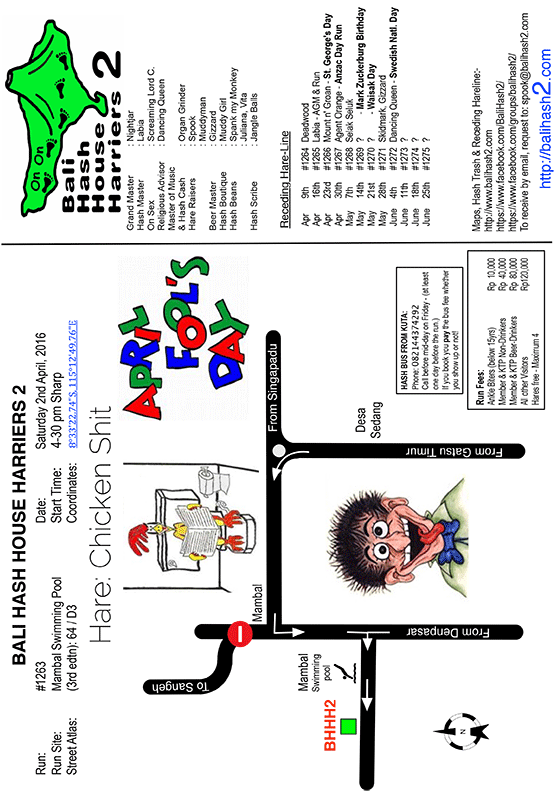 BALI HASH HOUSE HARRIERS 2
Run: #1263
Run Site: Mambal Swimming Pool
Street Atlas: (3rd edtn): 64 / D3
Date: Saturday 2nd April, 2016
Start Time: 4-30 pm Sharp
Coordinates: 8°33'22.74"S, 115°12'49.76"E
Hare: Chicken Shit
APRIL
FOOL'S
DAY
To Sangeh
Mambal
From Singapadu
Desa
Sedang
From Gatsu Timur
From Denpasar
Mambal
Swimming
pool
BHHH2
N
HASH BUS FROM KUTA:
Phone: 082144374292
Call before mid-day on Friday - (at least
one day before the run.)
If you book you pay the bus fee whether
you show up or not!
Run Fees:
Ankle Biters (below 15yrs) Rp 10,000
Member & KTP Non-Drinkers Rp 40,000
Member & KTP Beer-Drinkers Rp 80,000
All other Visitors Rp120,000
Hares free - Maximum 4
On On
Bali
Hash
House 2
Harriers
Grand Master : Nightjar
Hash Master : Labia
On Sex : Screaming Lord C.
Religious Advisor : Dancing Queen
Master of Music
& Hash Cash : Organ Grinder
Hare Raisers : Spook
: Muddyman
Beer Master : Gizzard
Hash Boutique : Muddy Girl
Hash Beans : Spank my Monkey
: Juliana, Vita
Hash Scribe : Jangle Balls
Receding Hare-Line
Apr 9th #1264 Deadwood
Apr 16th #1265 Labia - AGM & Run
Apr 23rd #1266 Mount n' Groan - St. George's Day
Apr 30th #1267 Agent Orange - Anzac Day Run
May 7th #1268 Selak Seluk
May 14th #1269 ? Mark Zuckerburg Birthday
May 21st #1270 ? - Waisak Day
May 28th #1271 Skidmark, Gizzard
June 4th #1272 Dancing Queen - Swedish Natl. Day
June 11th #1273 ?
June 18th #1274 ?
June 25th #1275 ?
Maps, Hash Trash & Receding Hareline:-
http://www.balihash2.com
https://www.facebook.com/BaliHash2/
https://www.facebook.com/groups/balihash2/
To receive by email, request to: spook@balihash2.com
http://balihash2.com